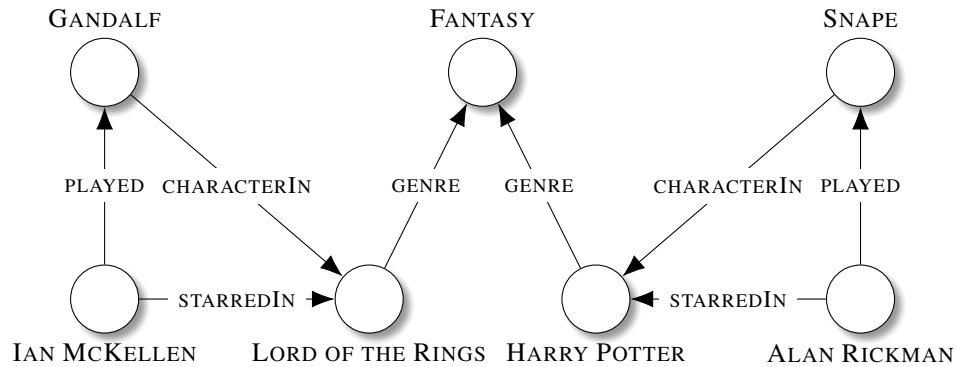 GANDALF
FANTASY
SNAPE
PLAYED
CHARACTERIN
GENRE
GENRE
CHARACTERIN
PLAYED
STARREDIN
STARREDIN
IAN MCKELLEN
LORD OF THE RINGS
HARRY POTTER
ALAN RICKMAN